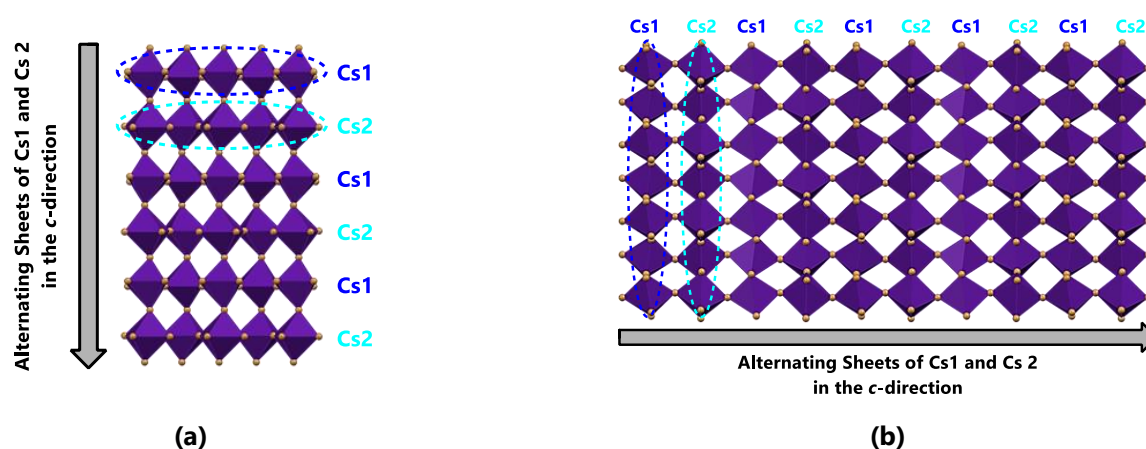 Alternating Sheets of Cs1 and Cs 2
in the c-direction
Cs1
Cs2
Cs1
Cs2
Cs1
Cs2
(a)
Cs1 Cs2 Cs1 Cs2 Cs1 Cs2 Cs1 Cs2 Cs1 Cs2
Alternating Sheets of Cs1 and Cs 2
in the c-direction
(b)